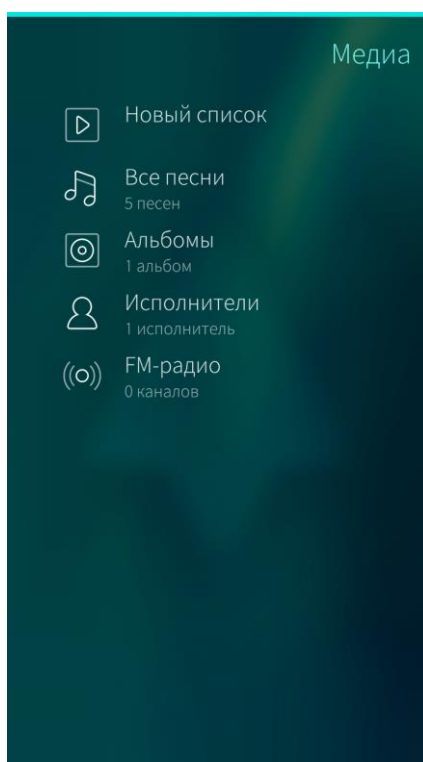 Медиа
Новый список
Все песни
5 песен
Альбомы
1 альбом
Исполнители
1 исполнитель
FM-радио
0 каналов